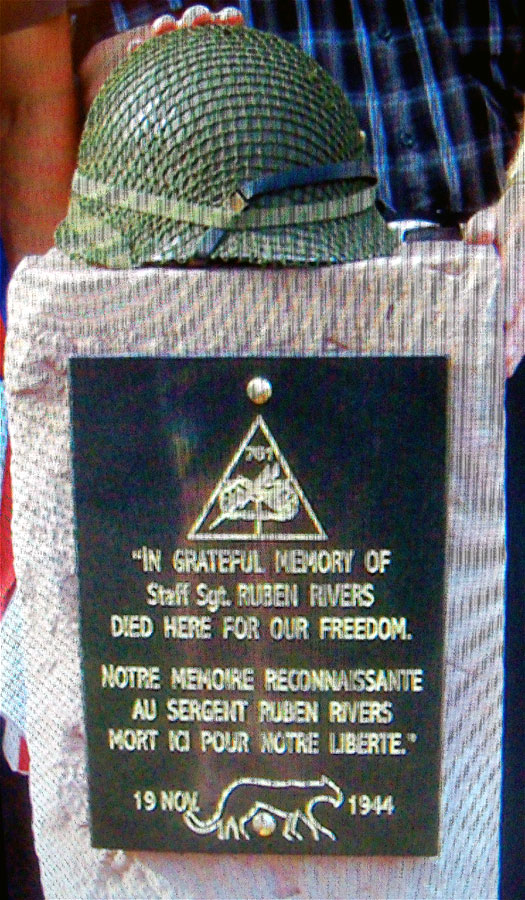 761
"IN GRATEFUL MEMORY OF
Staff Sgt. RUBEN RIVERS
DIED HERE FOR OUR FREEDOM.
NOTRE MEMOIRE RECONNAISSANTE
AU SERGENT RUBEN RIVERS
MORT ICI POUR NOTRE LIBERTE."
19 NOV. 1944